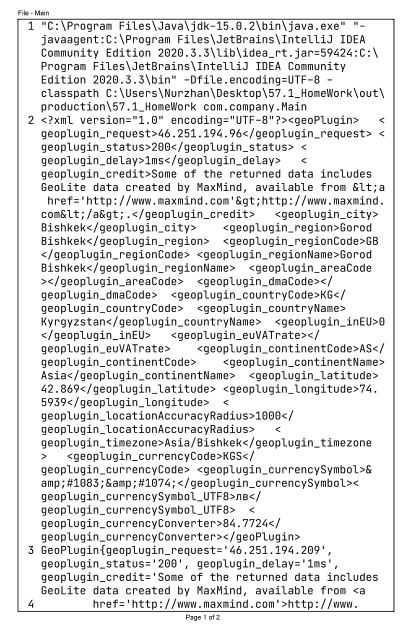 File - Main
1 "C:\Program Files\Java\jdk-15.0.2\bin\java.exe" "-
javaagent:C:\Program Files\JetBrains\IntelliJ IDEA
Community Edition 2020.3.3\lib\idea_rt.jar=59424:C:\
Program Files\JetBrains\IntelliJ IDEA Community
Edition 2020.3.3\bin" -Dfile.encoding=UTF-8 -
classpath C:\Users\Nurzhan\Desktop\57.1_HomeWork\out\
production\57.1_HomeWork com.company.Main
2 <?xml version="1.0" encoding="UTF-8"?><geoPlugin> <
geoplugin_request>46.251.194.96</geoplugin_request> <
geoplugin_status>200</geoplugin_status> <
geoplugin_delay>1ms</geoplugin_delay> <
geoplugin_credit>Some of the returned data includes
GeoLite data created by MaxMind, available from &lt;a
href='http://www.maxmind.com'&gt;http://www.maxmind.
com&lt;/a&gt;.</geoplugin_credit> <geoplugin_city>
Bishkek</geoplugin_city> <geoplugin_region>Gorod
Bishkek</geoplugin_region> <geoplugin_regionCode>GB
</geoplugin_regionCode> <geoplugin_regionName>Gorod
Bishkek</geoplugin_regionName> <geoplugin_areaCode
></geoplugin_areaCode> <geoplugin_dmaCode></
geoplugin_dmaCode> <geoplugin_countryCode>KG</
geoplugin_countryCode> <geoplugin_countryName>
Kyrgyzstan</geoplugin_countryName> <geoplugin_inEU>0
</geoplugin_inEU> <geoplugin_euVATrate></
geoplugin_euVATrate> <geoplugin_continentCode>AS</
geoplugin_continentCode> <geoplugin_continentName>
Asia</geoplugin_continentName> <geoplugin_latitude>
42.869</geoplugin_latitude> <geoplugin_longitude>74.
5939</geoplugin_longitude> <
geoplugin_locationAccuracyRadius>1000</
geoplugin_locationAccuracyRadius> <
geoplugin_timezone>Asia/Bishkek</geoplugin_timezone
> <geoplugin_currencyCode>KGS</
geoplugin_currencyCode> <geoplugin_currencySymbol>&
amp;#1083;&amp;#1074;</geoplugin_currencySymbol><
geoplugin_currencySymbol_UTF8>лв</
geoplugin_currencySymbol_UTF8> <
geoplugin_currencyConverter>84.7724</
geoplugin_currencyConverter></geoPlugin>
3 GeoPlugin{geoplugin_request='46.251.194.209',
geoplugin_status='200', geoplugin_delay='1ms',
geoplugin_credit='Some of the returned data includes
GeoLite data created by MaxMind, available from <a
4 href='http://www.maxmind.com'>http://www.
Page 1 of 2